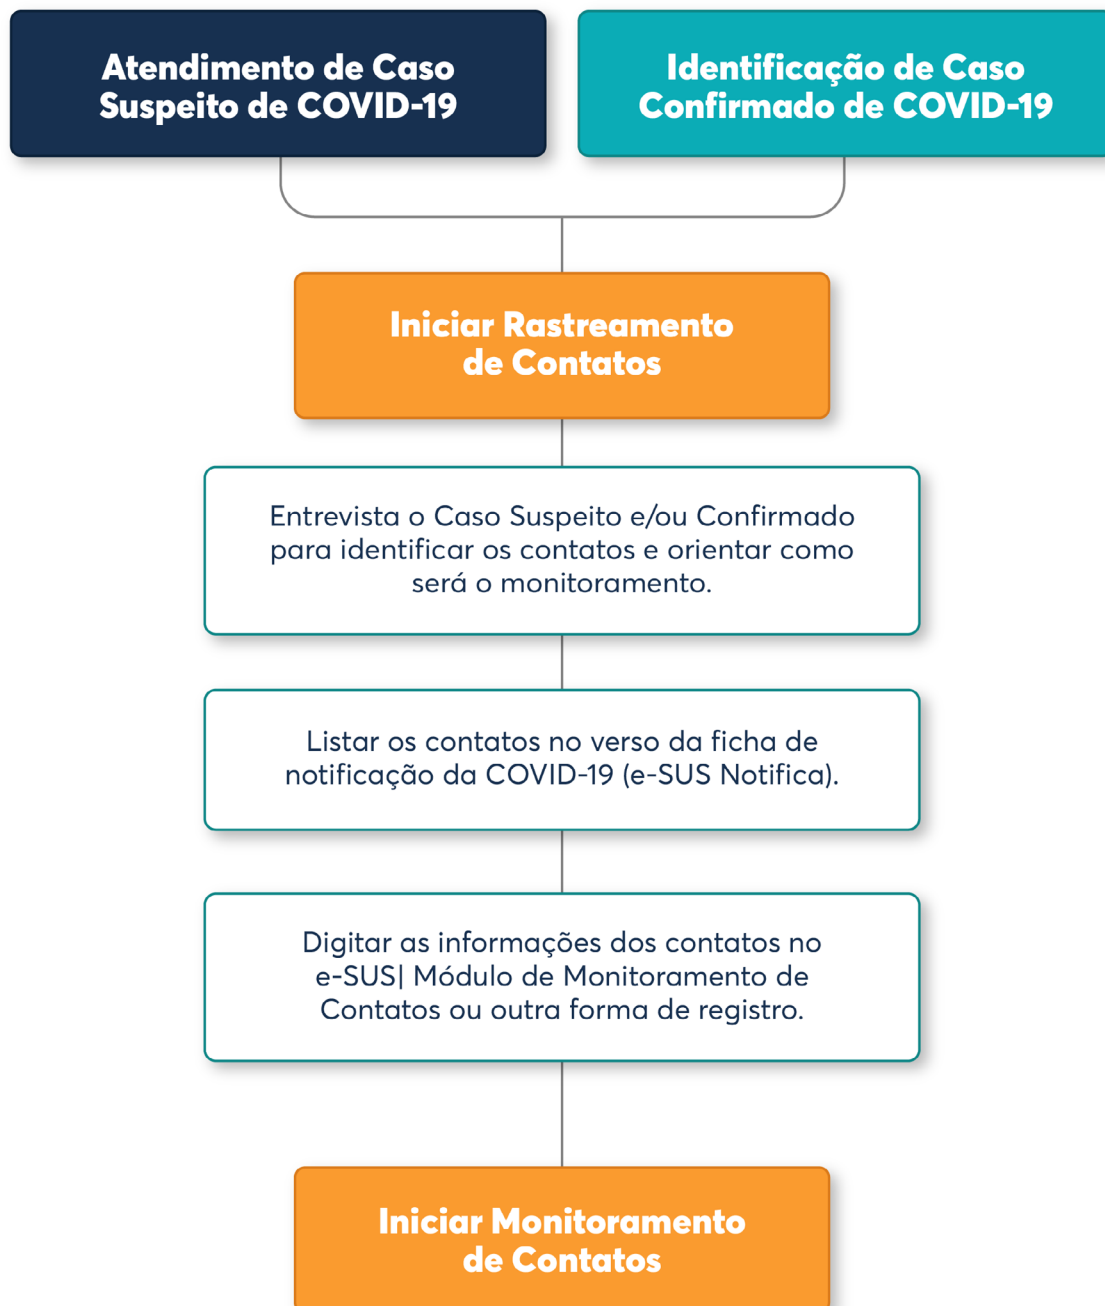 Atendimento de Caso
Suspeito de COVID-19
Identificação de Caso
Confirmado de COVID-19
Iniciar Rastreamento
de Contatos
Entrevista o Caso Suspeito e/ou Confirmado
para identificar os contatos e orientar como
será o monitoramento.
Listar os contatos no verso da ficha de
notificação da COVID-19 (e-SUS Notifica).
Digitar as informações dos contatos no
e-SUS| Módulo de Monitoramento de
Contatos ou outra forma de registro.
Iniciar Monitoramento
de Contatos